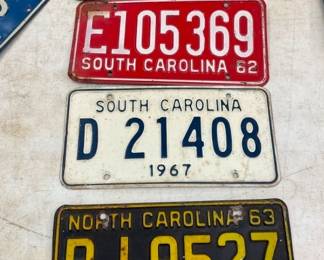 E105369
SOUTH CAROLINA 62
SOUTH CAROLINA
D 21408
1967
NORTH CAROLINA 63